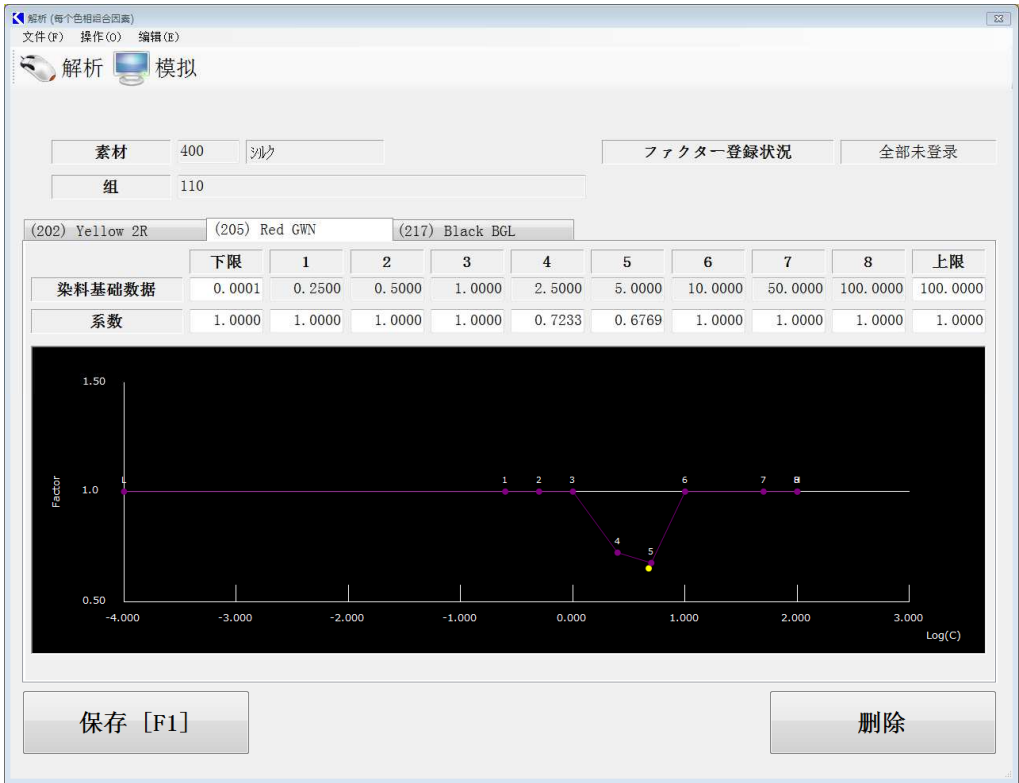 解析 (每个色相组合因素)
文件(F) 操作(O) 编辑(E)
解析 模拟
素材 400 ｼﾙｸ ファクター登録状况 全部未登录
组 110
(202) Yellow 2R (205) Red GWN (217) Black BGL
下限 1 2 3 4 5 6 7 8 上限
染料基础数据 0.0001 0.2500 0.5000 1.0000 2.5000 5.0000 10.0000 50.0000 100.0000 100.0000
系数 1.0000 1.0000 1.0000 1.0000 0.7233 0.6769 1.0000 1.0000 1.0000 1.0000
1.50
Factor
1.0
L 1 2 3 6 7 8
4
5
0.50
-4.000 -3.000 -2.000 -1.000 0.000 1.000 2.000 3.000
Log(C)
保存 [F1] 删除